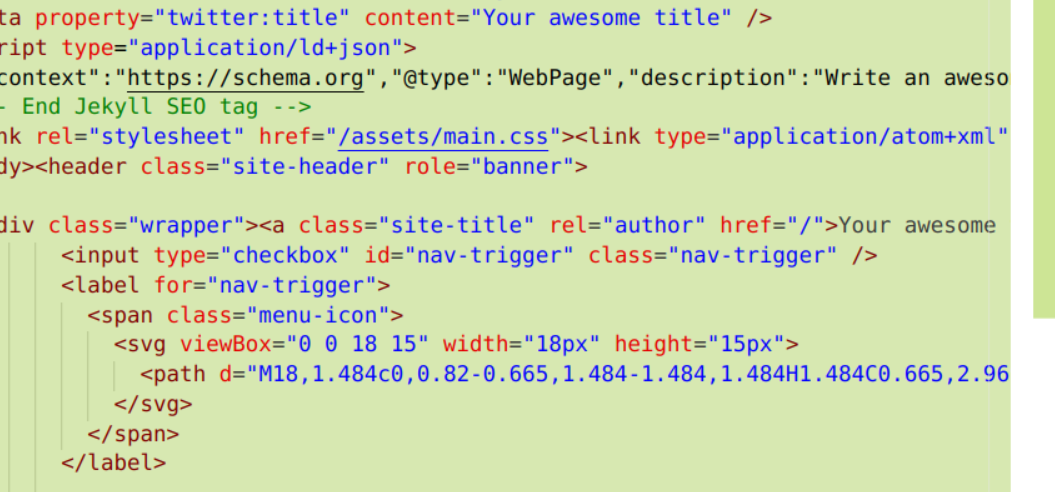 ta property="twitter:title" content="Your awesome title" />
ript type="application/ld+json">
context":"https://schema.org","@type":"WebPage","description":"Write an aweso
- End Jekyll SEO tag -->
nk rel="stylesheet" href="/assets/main.css"><link type="application/atom+xml"
dy><header class="site-header" role="banner">
div class="wrapper"><a class="site-title" rel="author" href="/">Your awesome
<input type="checkbox" id="nav-trigger" class="nav-trigger" />
<label for="nav-trigger">
<span class="menu-icon">
<svg viewBox="0 0 18 15" width="18px" height="15px">
<path d="M18,1.484c0,0.82-0.665,1.484-1.484,1.484H1.484C0.665,2.96
</svg>
</span>
</label>